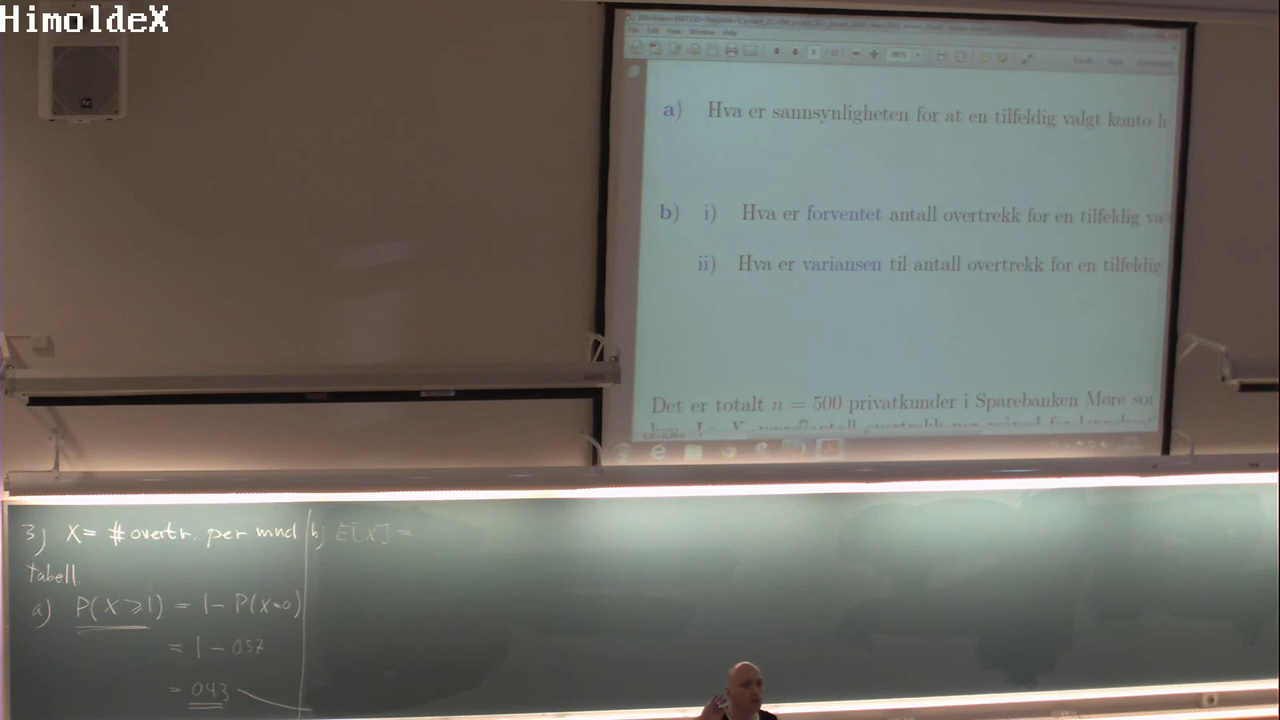 HimoldeX
a) Hva er sannsynligheten for at en tilfeldig valgt konto h
b) i) Hva er forventet antall overtrekk for en tilfeldig va
ii) Hva er variansen til antall overtrekk for en tilfeldig
Det er totalt n = 500 privatkunder i Sparebanken Møre so
3) X = # overtr. per mnd
tabell
a) P(X ⩾ 1) = 1 - P(X=0)
= 1 - 0.57
= 0.43
b) E[X] =